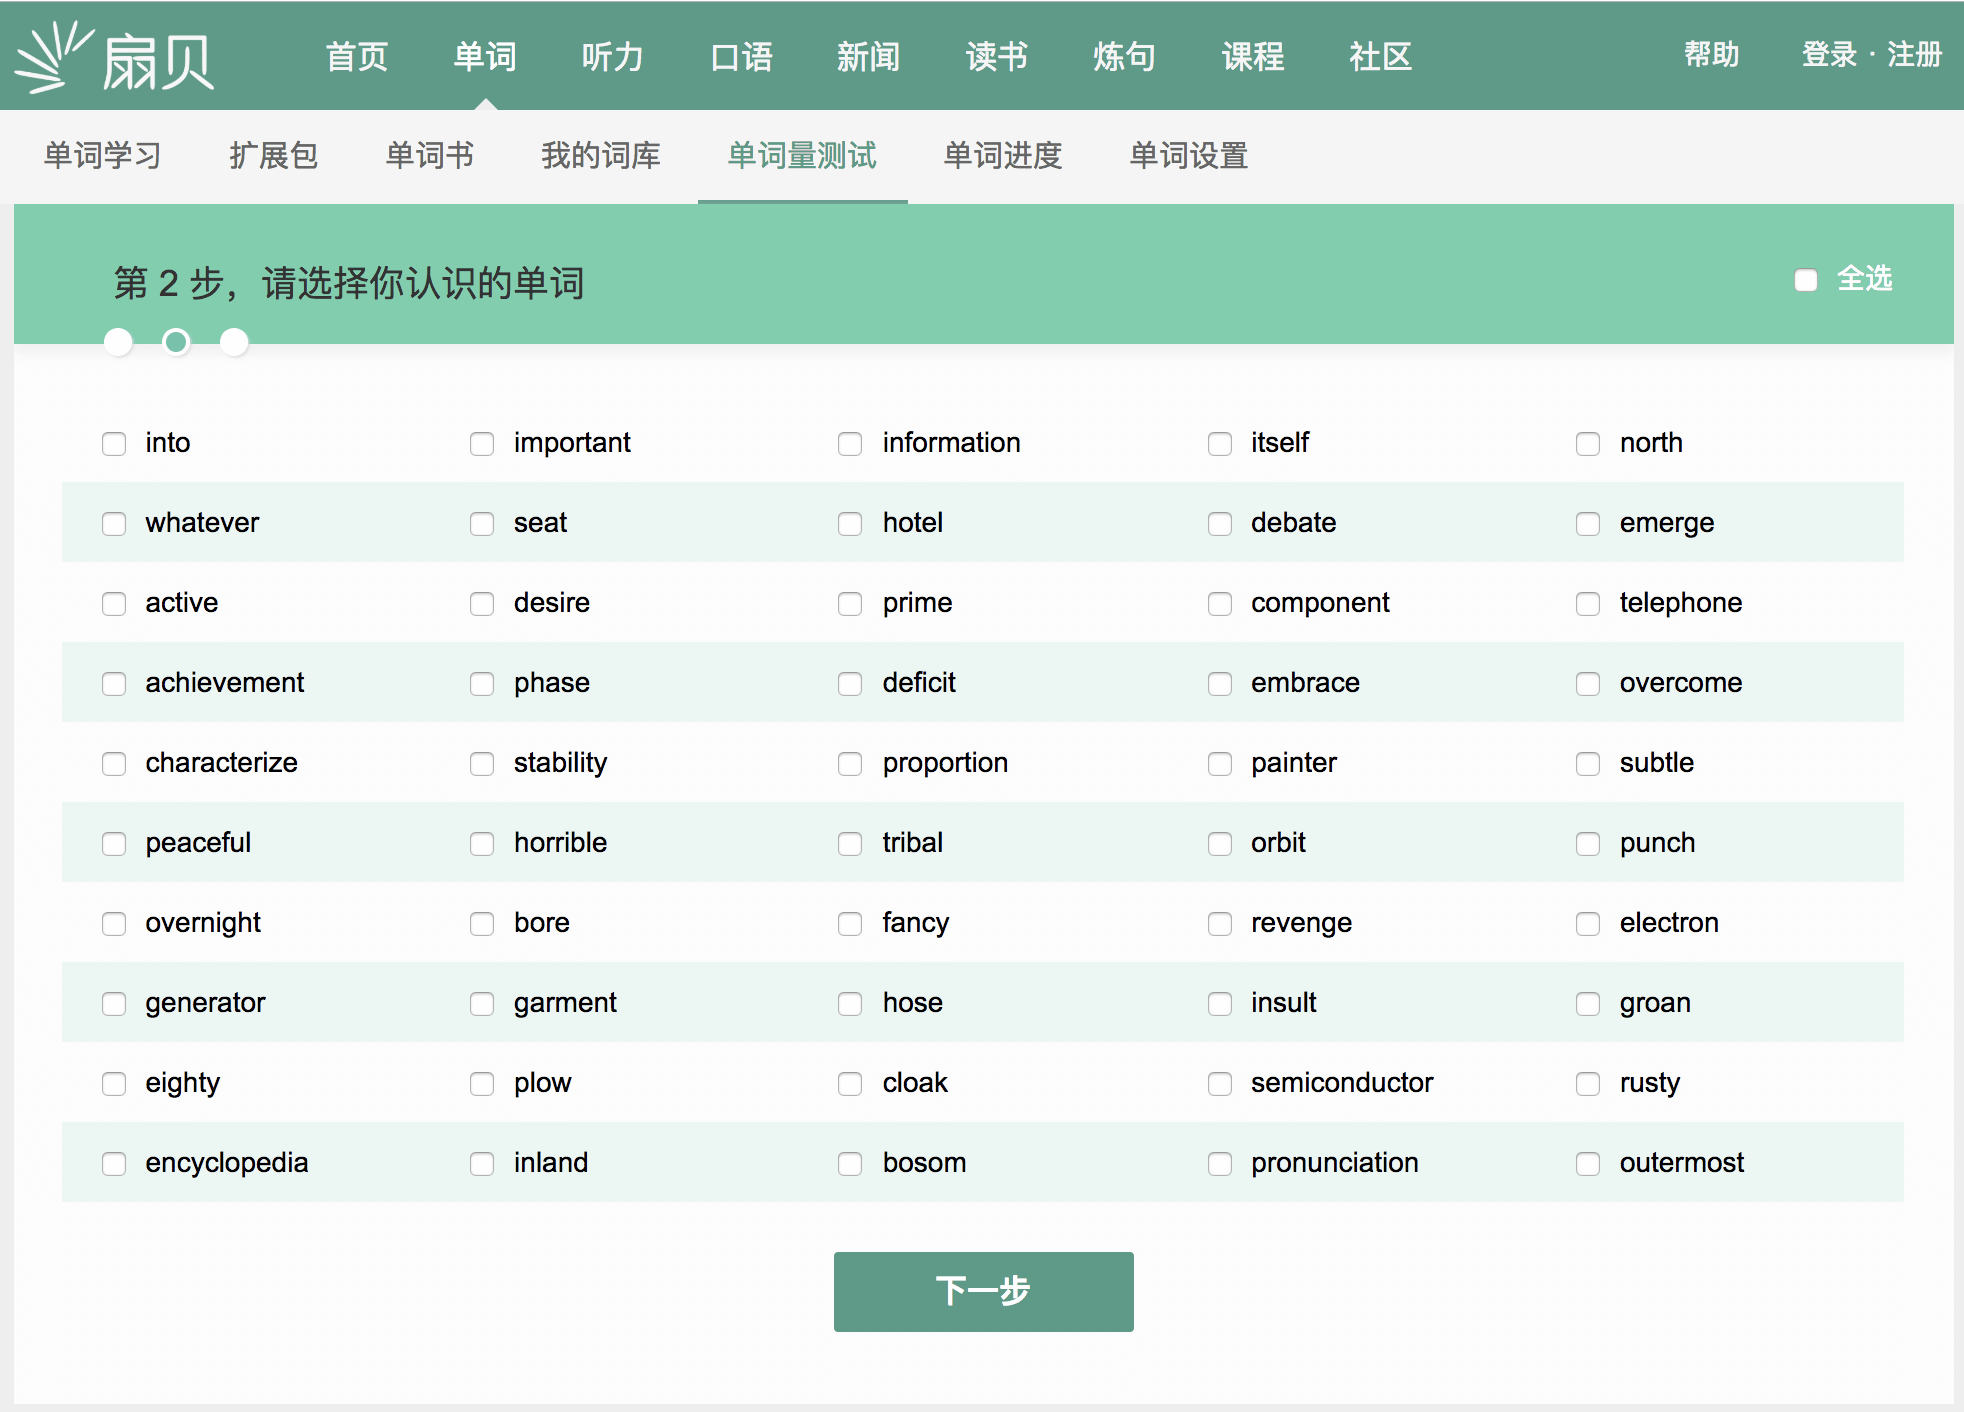 扇贝 首页 单词 听力 口语 新闻 读书 炼句 课程 社区 帮助 登录 · 注册
单词学习 扩展包 单词书 我的词库 单词量测试 单词进度 单词设置
第 2 步，请选择你认识的单词 全选
into important information itself north
whatever seat hotel debate emerge
active desire prime component telephone
achievement phase deficit embrace overcome
characterize stability proportion painter subtle
peaceful horrible tribal orbit punch
overnight bore fancy revenge electron
generator garment hose insult groan
eighty plow cloak semiconductor rusty
encyclopedia inland bosom pronunciation outermost
下一步